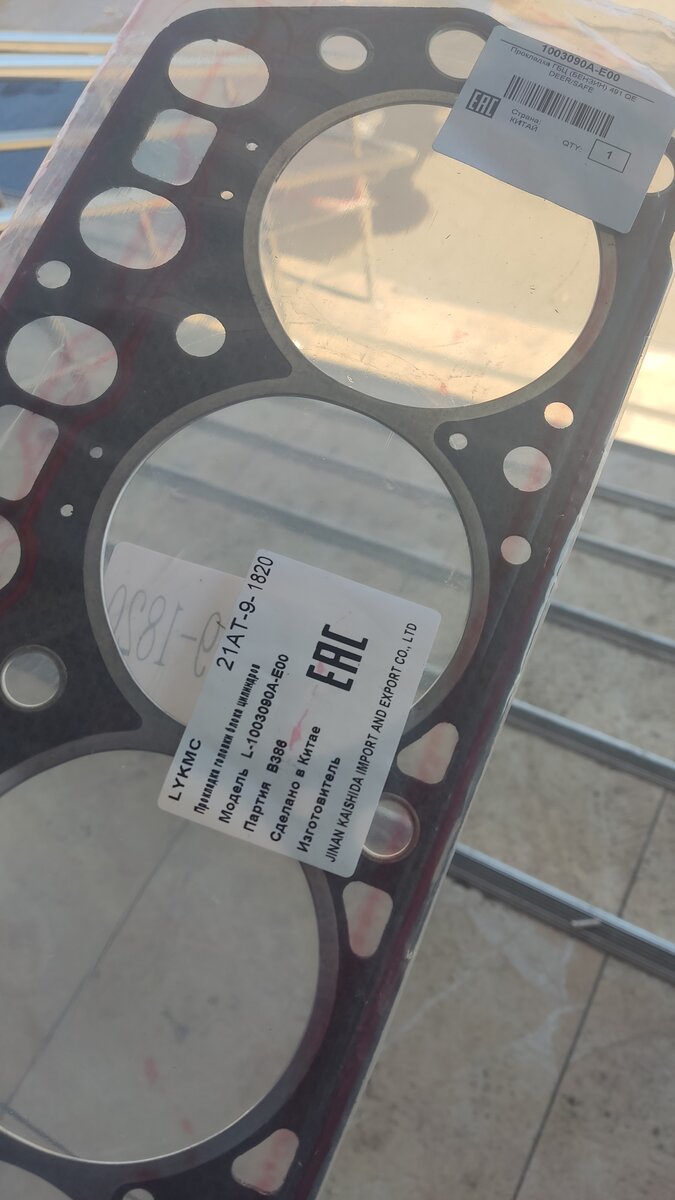 1003090A-E00
Прокладка ГБЦ (БЕНЗИН) 491 QE
DEER/SAFE
EAC
Страна:
КИТАЙ
QTY:
1
21AT-9-1820
LYKMC
Прокладка головки блока цилиндров
Модель L-1003090A-E00
Партия B386
Сделано в Китае
Изготовитель
JINAN KAISHIDA IMPORT AND EXPORT CO., LTD
EAC
9-1820